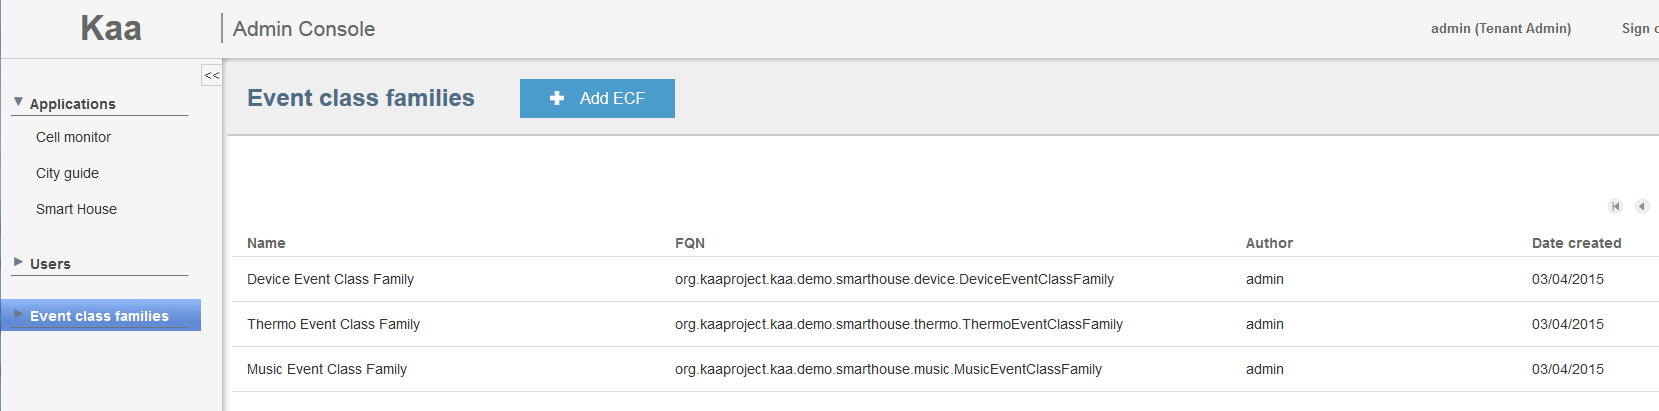 Kaa
Admin Console
admin (Tenant Admin)
Sign
<<
Applications
Cell monitor
City guide
Smart House
Users
Event class families
Event class families
Add ECF
Name FQN Author Date created
Device Event Class Family org.kaaproject.kaa.demo.smarthouse.device.DeviceEventClassFamily admin 03/04/2015
Thermo Event Class Family org.kaaproject.kaa.demo.smarthouse.thermo.ThermoEventClassFamily admin 03/04/2015
Music Event Class Family org.kaaproject.kaa.demo.smarthouse.music.MusicEventClassFamily admin 03/04/2015